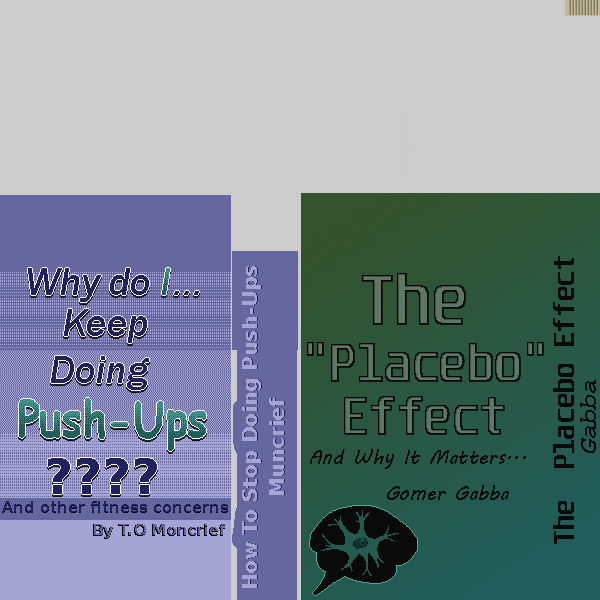 Why do I...
Keep
Doing
Push-Ups
????
And other fitness concerns
By T.O Moncrief
How To Stop Doing Push-Ups
Muncrief
The
"Placebo"
Effect
And Why It Matters...
Gomer Gabba
The Placebo Effect
Gabba